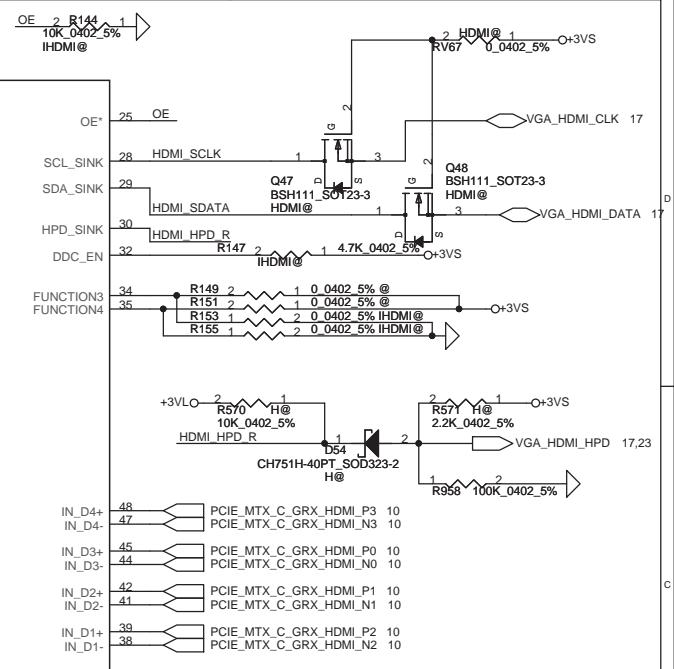 OE 2 R144 1
10K_0402_5%
IHDMI@
HDMI@
2 1 +3VS
RV67 0_0402_5%
2
G
OE* 25 OE
VGA_HDMI_CLK 17
SCL_SINK 28 HDMI_SCLK 1 3
D S
Q47
BSH111_SOT23-3
HDMI@
2
Q48
BSH111_SOT23-3
HDMI@
G
SDA_SINK 29
HDMI_SDATA 1 3 VGA_HDMI_DATA 17
D S
HPD_SINK 30
HDMI_HPD_R
DDC_EN 32 R147 2 1 4.7K_0402_5% +3VS
IHDMI@
FUNCTION3 34 R149 2 1 0_0402_5% @
FUNCTION4 35 R151 2 1 0_0402_5% @ +3VS
R153 1 2 0_0402_5% IHDMI@
R155 1 2 0_0402_5% IHDMI@
+3VL 2 1
R570 H@
10K_0402_5%
2 1 +3VS
R571 H@
2.2K_0402_5%
HDMI_HPD_R 1 2 VGA_HDMI_HPD 17,23
D54
CH751H-40PT_SOD323-2
H@
1 2
R958 100K_0402_5%
IN_D4+ 48 PCIE_MTX_C_GRX_HDMI_P3 10
IN_D4- 47 PCIE_MTX_C_GRX_HDMI_N3 10
IN_D3+ 45 PCIE_MTX_C_GRX_HDMI_P0 10
IN_D3- 44 PCIE_MTX_C_GRX_HDMI_N0 10
IN_D2+ 42 PCIE_MTX_C_GRX_HDMI_P1 10
IN_D2- 41 PCIE_MTX_C_GRX_HDMI_N1 10
IN_D1+ 39 PCIE_MTX_C_GRX_HDMI_P2 10
IN_D1- 38 PCIE_MTX_C_GRX_HDMI_N2 10
D
C